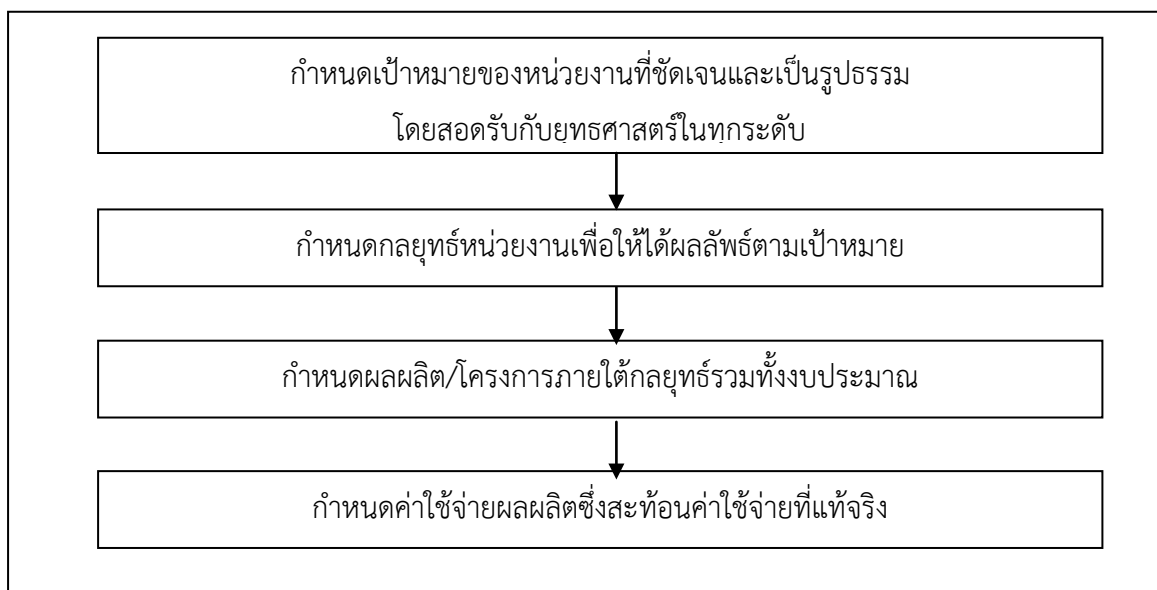 กำหนดเป้าหมายของหน่วยงานที่ชัดเจนและเป็นรูปธรรม
โดยสอดรับกับยุทธศาสตร์ในทุกระดับ
กำหนดกลยุทธ์หน่วยงานเพื่อให้ได้ผลลัพธ์ตามเป้าหมาย
กำหนดผลผลิต/โครงการภายใต้กลยุทธ์รวมทั้งงบประมาณ
กำหนดค่าใช้จ่ายผลผลิตซึ่งสะท้อนค่าใช้จ่ายที่แท้จริง